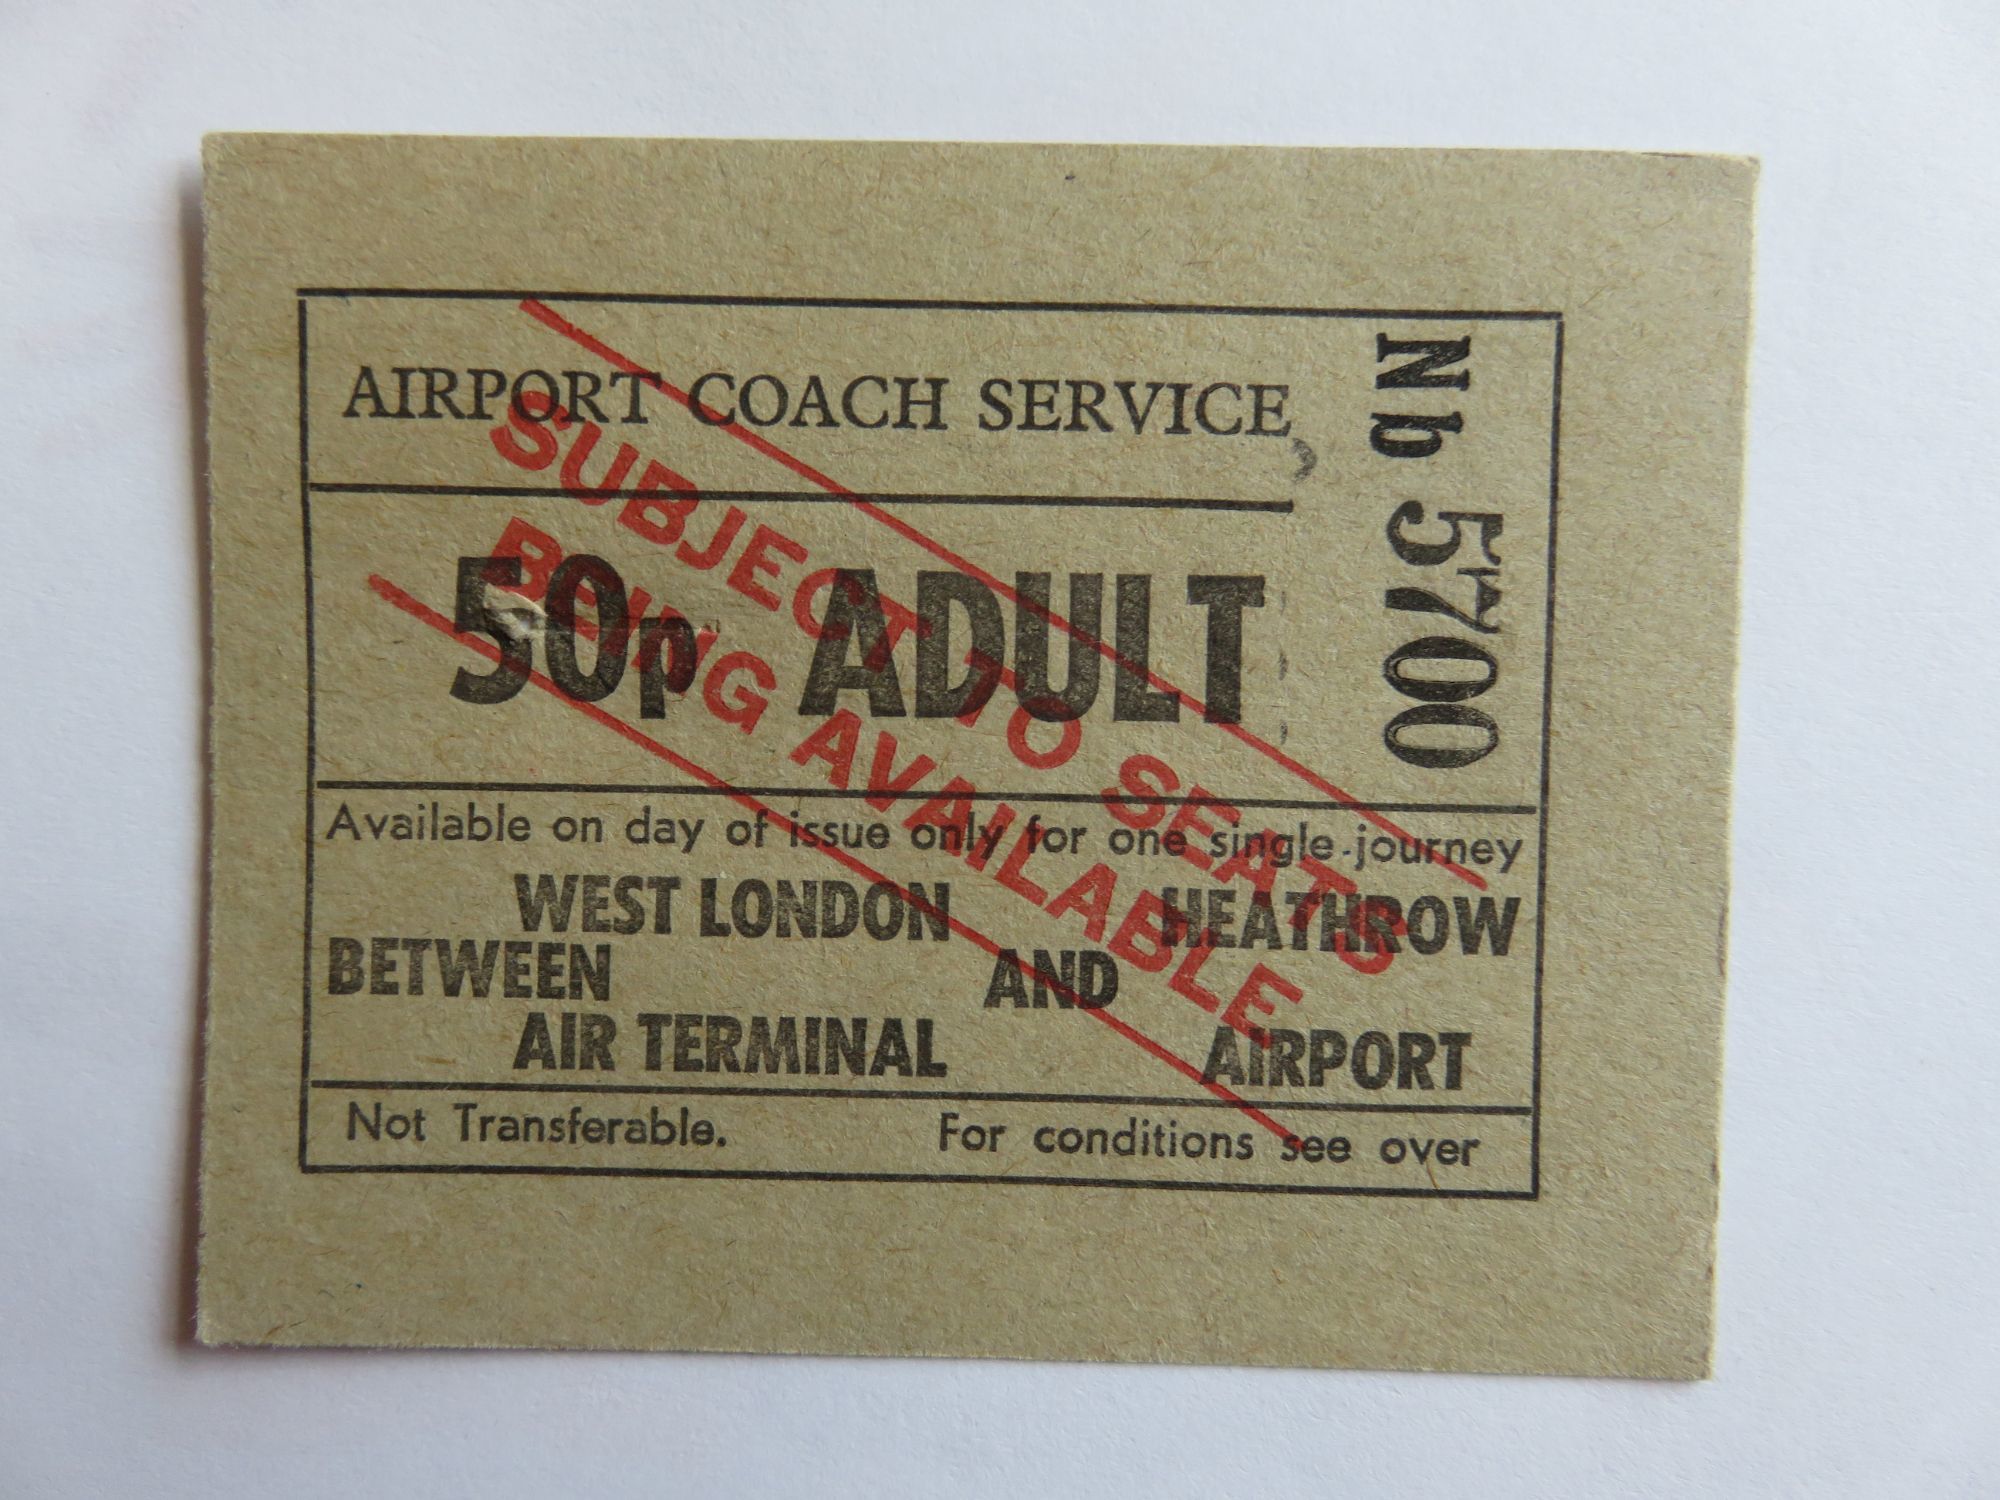 AIRPORT COACH SERVICE
Nb 5700
50p ADULT
SUBJECT TO SEATS
BEING AVAILABLE
Available on day of issue only for one single journey
BETWEEN WEST LONDON AIR TERMINAL AND HEATHROW AIRPORT
Not Transferable. For conditions see over